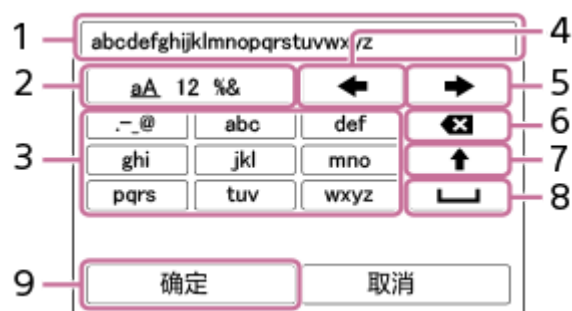 1 abcdefghijklmnopqrstuvwxyz 4
2 aA 12 %& 5
.-_@ abc def 6
3 ghi jkl mno 7
pqrs tuv wxyz 8
9 确定 取消